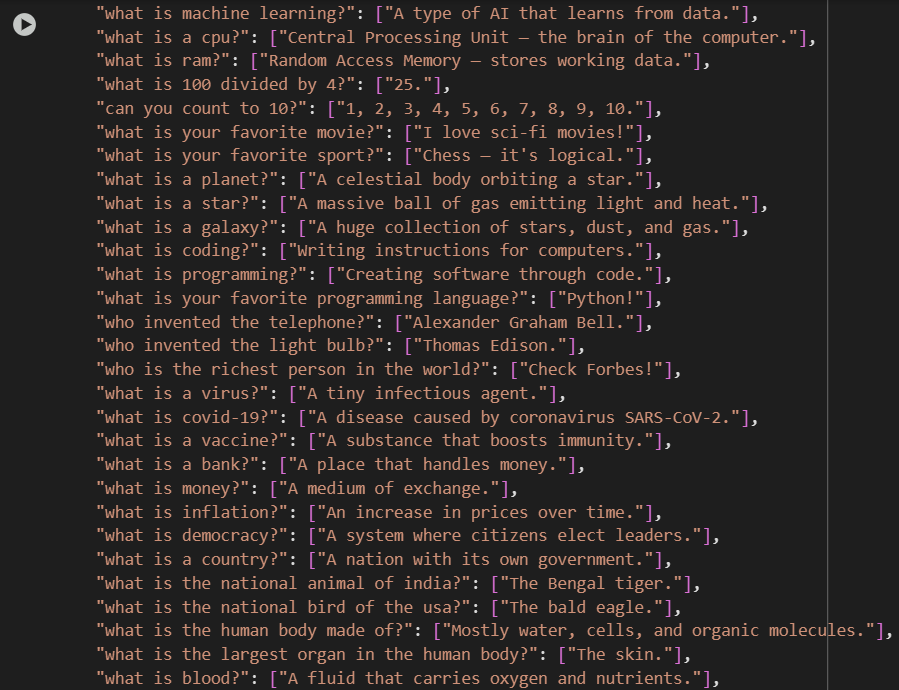 "what is machine learning?": ["A type of AI that learns from data."],
"what is a cpu?": ["Central Processing Unit – the brain of the computer."],
"what is ram?": ["Random Access Memory – stores working data."],
"what is 100 divided by 4?": ["25."],
"can you count to 10?": ["1, 2, 3, 4, 5, 6, 7, 8, 9, 10."],
"what is your favorite movie?": ["I love sci-fi movies!"],
"what is your favorite sport?": ["Chess – it's logical."],
"what is a planet?": ["A celestial body orbiting a star."],
"what is a star?": ["A massive ball of gas emitting light and heat."],
"what is a galaxy?": ["A huge collection of stars, dust, and gas."],
"what is coding?": ["Writing instructions for computers."],
"what is programming?": ["Creating software through code."],
"what is your favorite programming language?": ["Python!"],
"who invented the telephone?": ["Alexander Graham Bell."],
"who invented the light bulb?": ["Thomas Edison."],
"who is the richest person in the world?": ["Check Forbes!"],
"what is a virus?": ["A tiny infectious agent."],
"what is covid-19?": ["A disease caused by coronavirus SARS-CoV-2."],
"what is a vaccine?": ["A substance that boosts immunity."],
"what is a bank?": ["A place that handles money."],
"what is money?": ["A medium of exchange."],
"what is inflation?": ["An increase in prices over time."],
"what is democracy?": ["A system where citizens elect leaders."],
"what is a country?": ["A nation with its own government."],
"what is the national animal of india?": ["The Bengal tiger."],
"what is the national bird of the usa?": ["The bald eagle."],
"what is the human body made of?": ["Mostly water, cells, and organic molecules."],
"what is the largest organ in the human body?": ["The skin."],
"what is blood?": ["A fluid that carries oxygen and nutrients."],